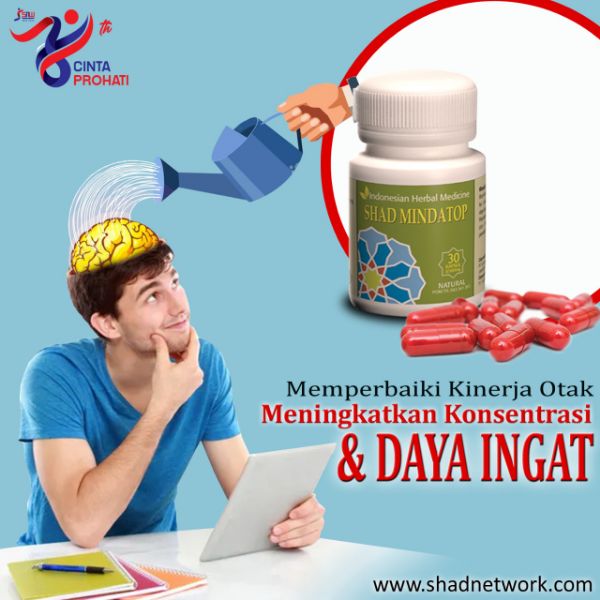 th
CINTA
PROHATI
Indonesian Herbal Medicine
SHAD MINDATOP
30
NATURAL
Memperbaiki Kinerja Otak
Meningkatkan Konsentrasi
& DAYA INGAT
www.shadnetwork.com